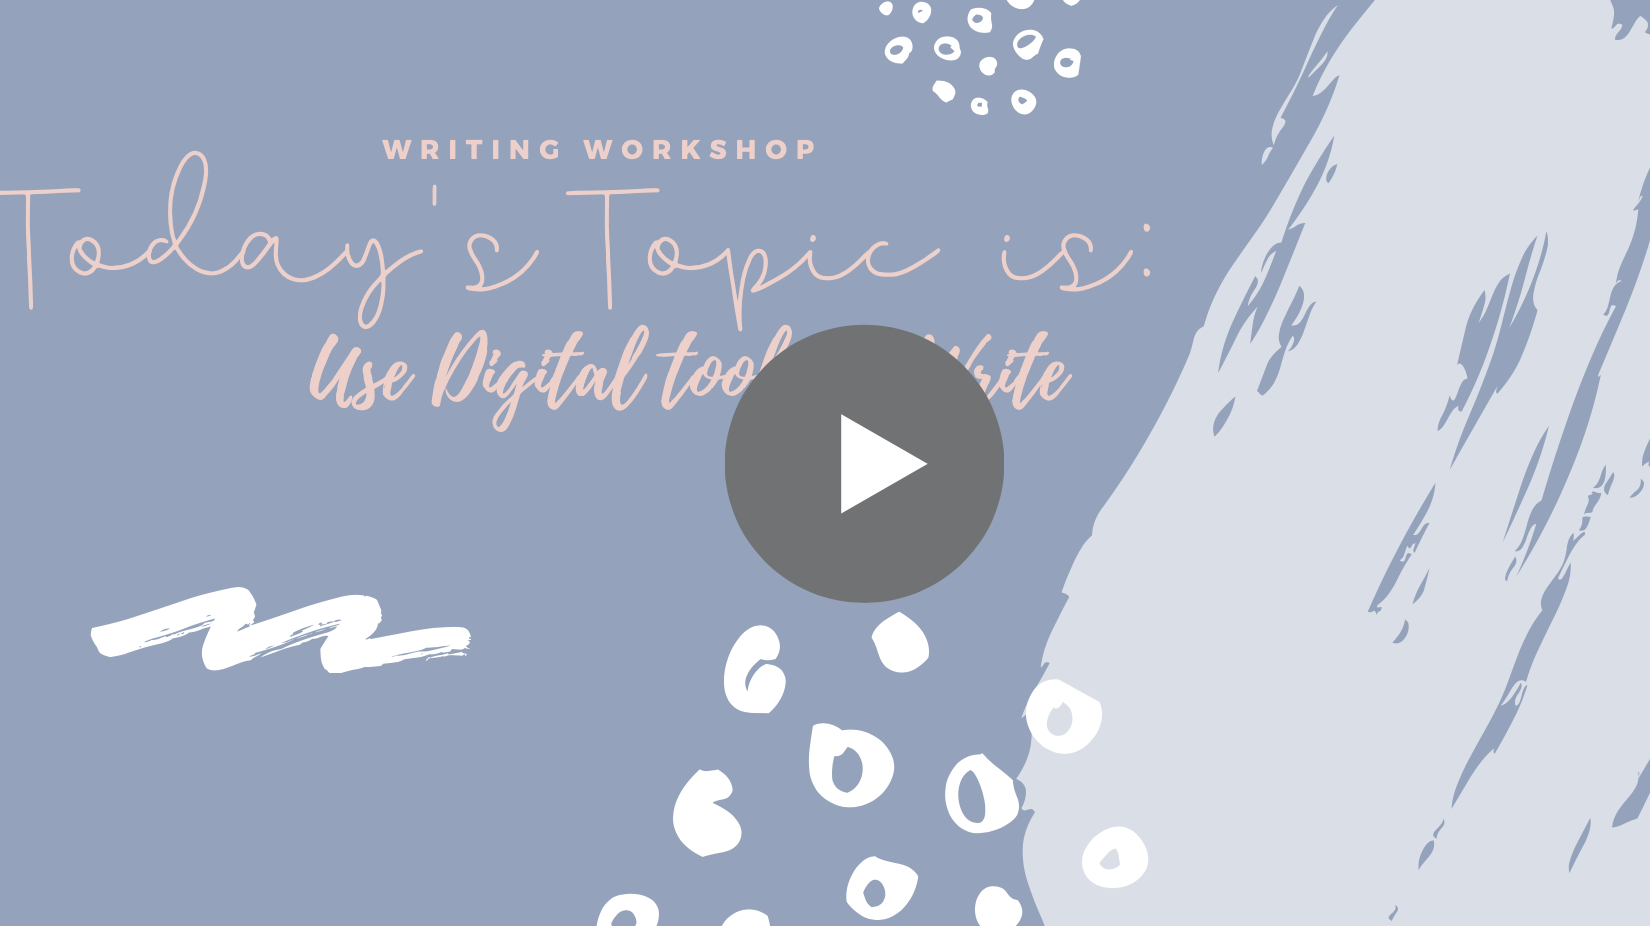 WRITING WORKSHOP
Today's Topic is:
Use Digital